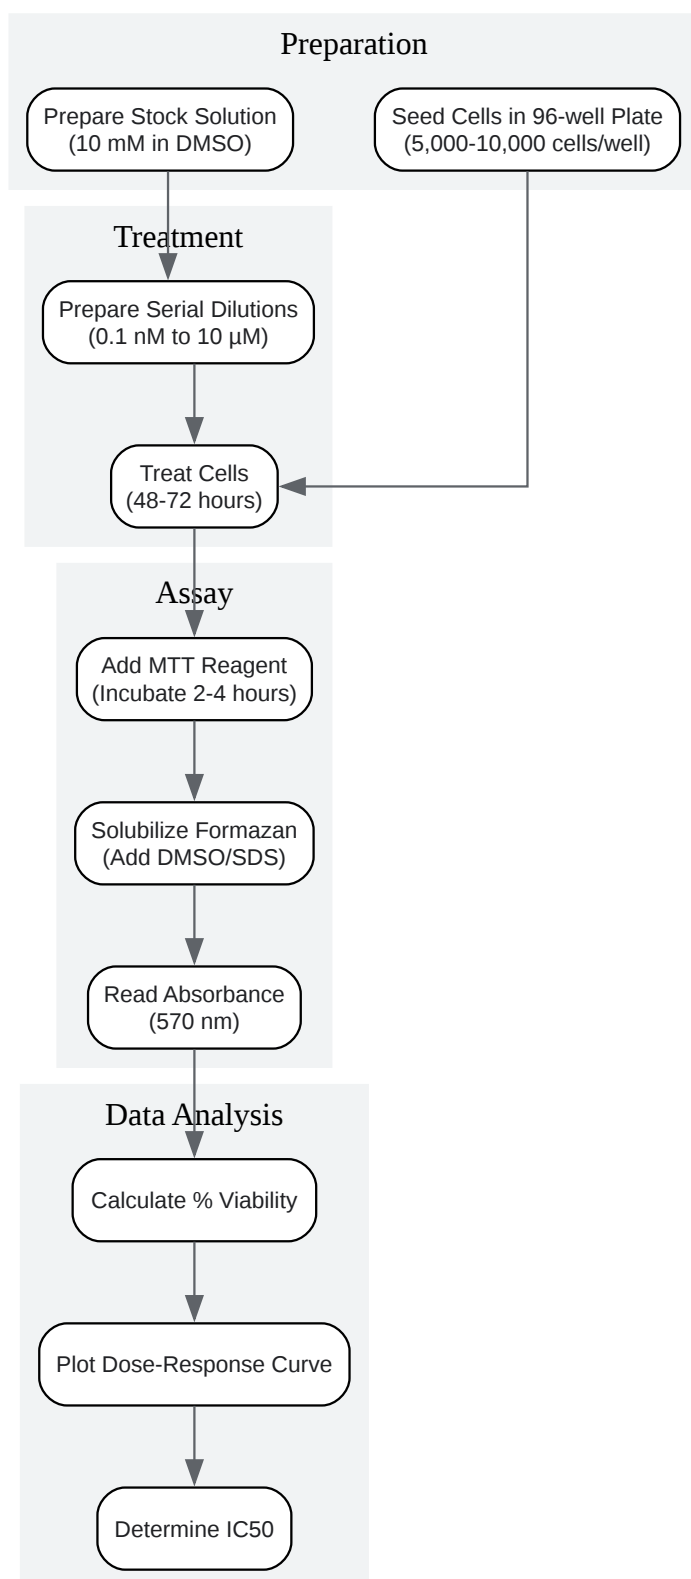 Preparation
Prepare Stock Solution
(10 mM in DMSO)
Seed Cells in 96-well Plate
(5,000-10,000 cells/well)
Treatment
Prepare Serial Dilutions
(0.1 nM to 10 µM)
Treat Cells
(48-72 hours)
Assay
Add MTT Reagent
(Incubate 2-4 hours)
Solubilize Formazan
(Add DMSO/SDS)
Read Absorbance
(570 nm)
Data Analysis
Calculate % Viability
Plot Dose-Response Curve
Determine IC50